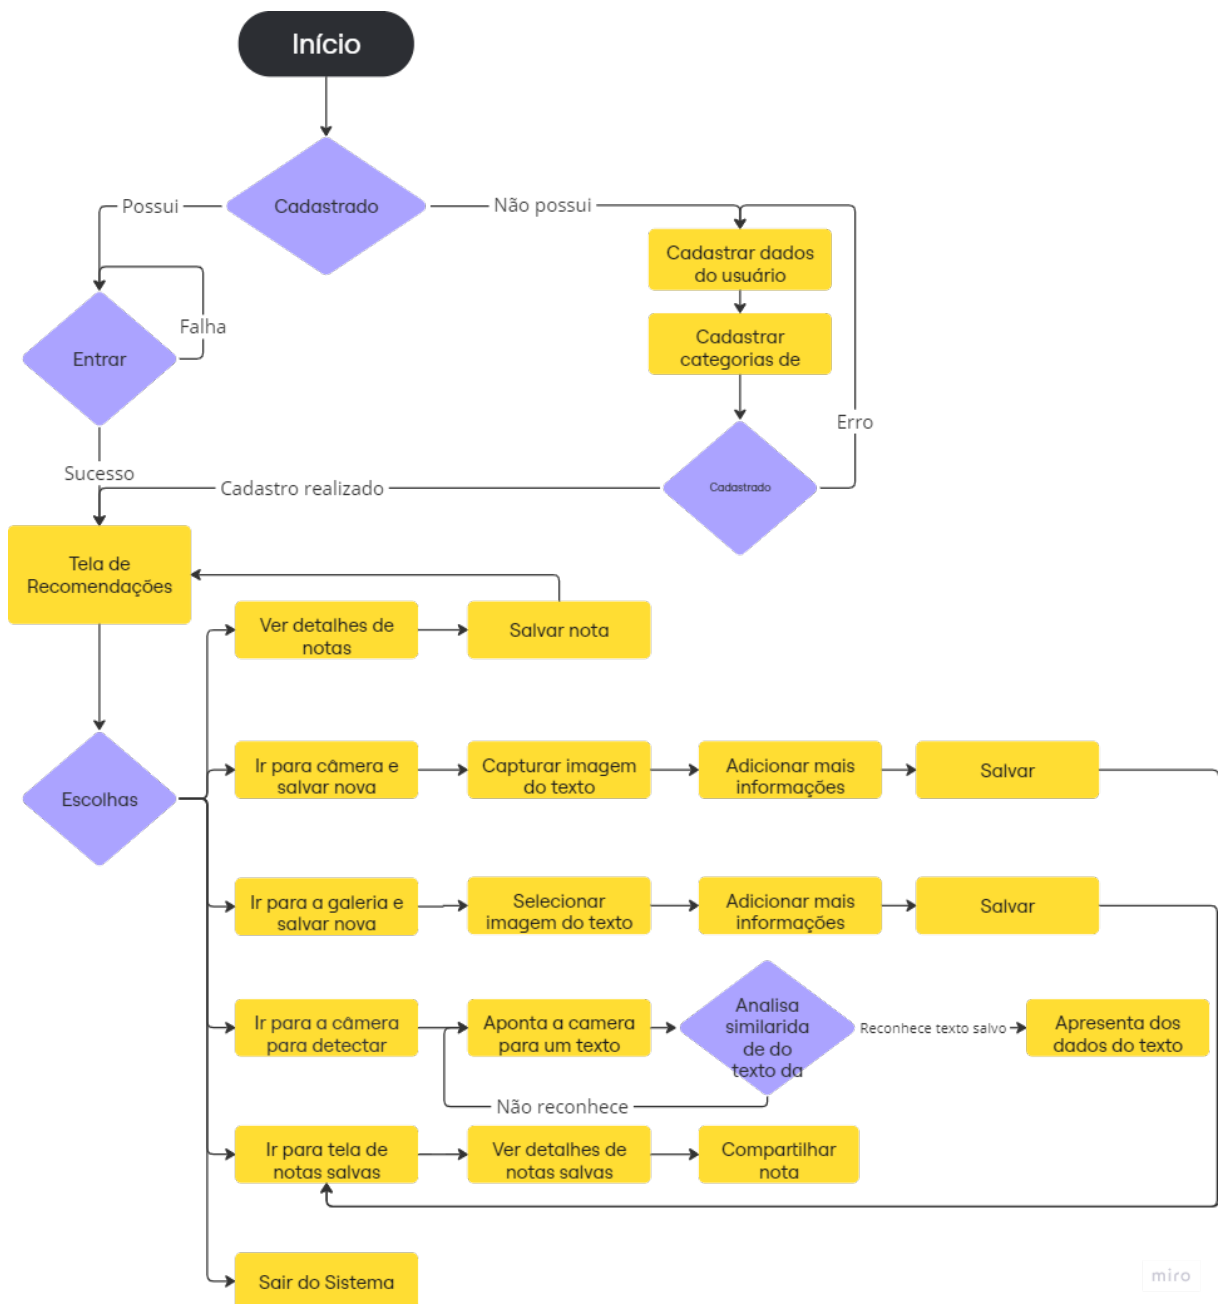 Início
Cadastrado
Possui
Não possui
Cadastrar dados
do usuário
Cadastrar
categorias de
Entrar
Falha
Erro
Cadastrado
Sucesso
Cadastro realizado
Tela de
Recomendações
Ver detalhes de
notas
Salvar nota
Escolhas
Ir para câmera e
salvar nova
Capturar imagem
do texto
Adicionar mais
informações
Salvar
Ir para a galeria e
salvar nova
Selecionar
imagem do texto
Adicionar mais
informações
Salvar
Ir para a câmera
para detectar
Aponta a camera
para um texto
Analisa
similarida
de do
texto da
Reconhece texto salvo
Apresenta dos
dados do texto
Não reconhece
Ir para tela de
notas salvas
Ver detalhes de
notas salvas
Compartilhar
nota
Sair do Sistema
miro